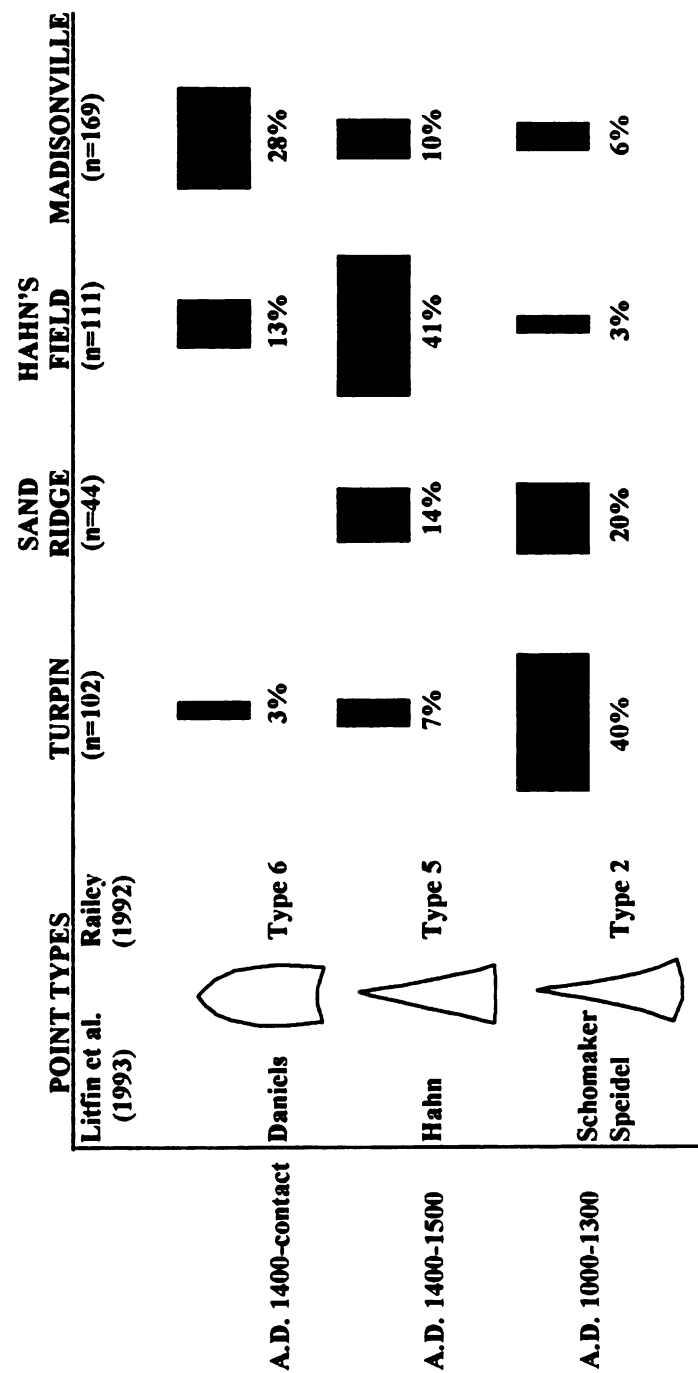 POINT TYPES
Litfin et al.
(1993)
Railey
(1992)
TURPIN
(n=102)
SAND
RIDGE
(n=44)
HAHN'S
FIELD
(n=111)
MADISONVILLE
(n=169)
A.D. 1400-contact
Daniels
Type 6
3%
13%
28%
A.D. 1400-1500
Hahn
Type 5
7%
14%
41%
10%
A.D. 1000-1300
Schomaker
Speidel
Type 2
40%
20%
3%
6%